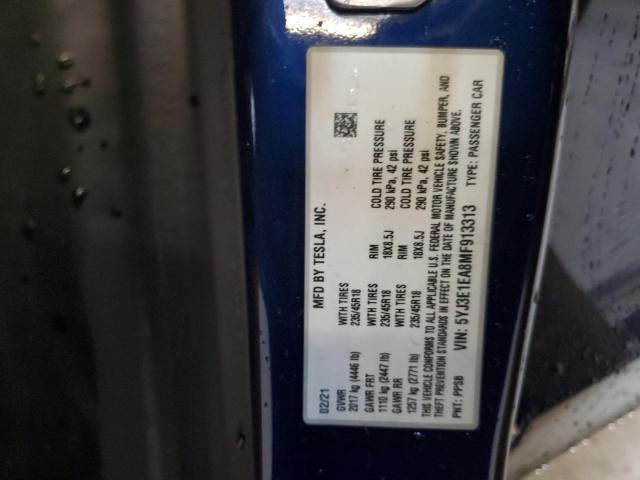 MFD BY TESLA, INC.
02/21
GVWR WITH TIRES RIM COLD TIRE PRESSURE
2017 kg (4446 lb) 235/45R18 18X8.5J 290 kPa, 42 psi
GAWR FRT WITH TIRES RIM COLD TIRE PRESSURE
1110 kg (2447 lb) 235/45R18 18X8.5J 290 kPa, 42 psi
GAWR RR
1257 kg (2771 lb) 235/45R18
THIS VEHICLE CONFORMS TO ALL APPLICABLE U.S. FEDERAL MOTOR VEHICLE SAFETY, BUMPER, AND
THEFT PREVENTION STANDARDS IN EFFECT ON THE DATE OF MANUFACTURE SHOWN ABOVE.
PNT: PPSB VIN: 5YJ3E1EA8MF913313 TYPE: PASSENGER CAR